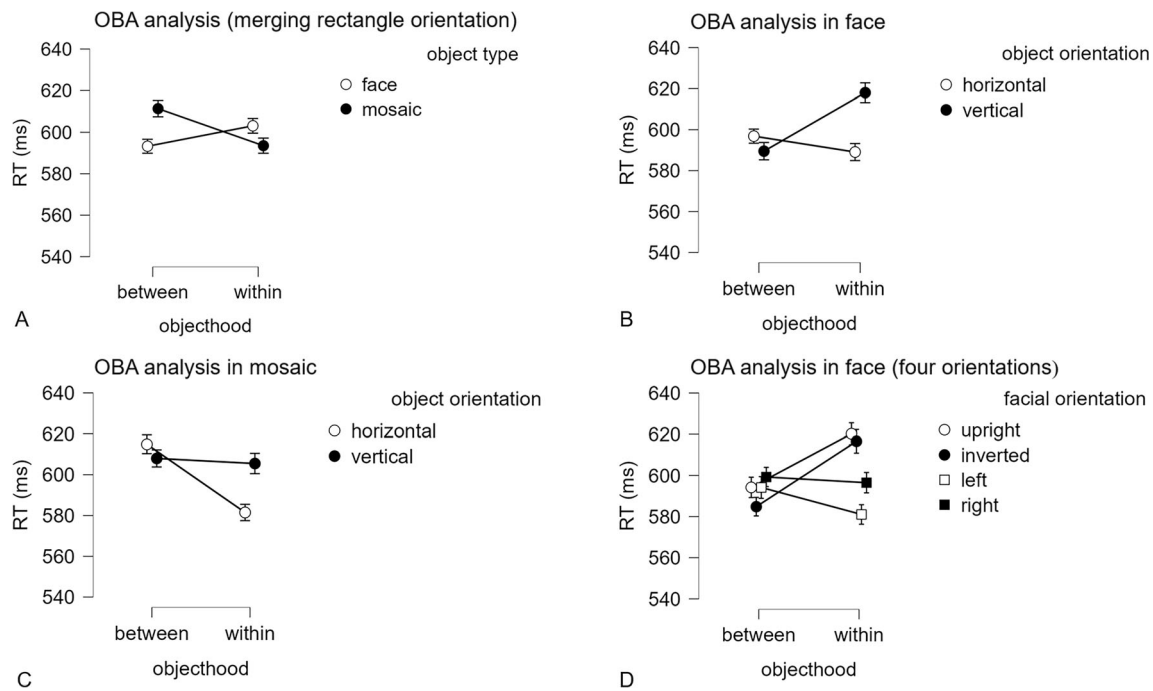 OBA analysis (merging rectangle orientation)
object type
face
mosaic
640
620
600
580
560
540
RT (ms)
between
within
objecthood
A
OBA analysis in face
object orientation
horizontal
vertical
640
620
600
580
560
540
RT (ms)
between
within
objecthood
B
OBA analysis in mosaic
object orientation
horizontal
vertical
640
620
600
580
560
540
RT (ms)
between
within
objecthood
C
OBA analysis in face (four orientations)
facial orientation
upright
inverted
left
right
640
620
600
580
560
540
RT (ms)
between
within
objecthood
D